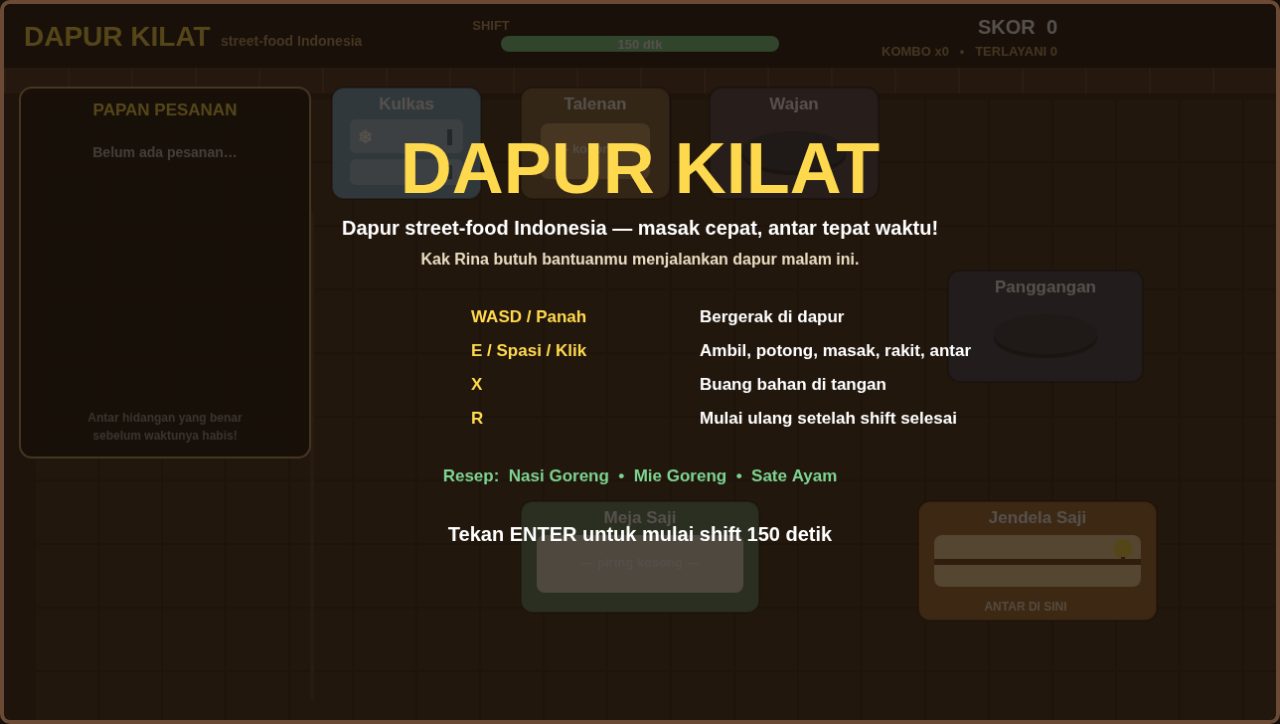 DAPUR KILAT street-food Indonesia
SHIFT
150 dtk
SKOR 0
KOMBO x0 • TERLAYANI 0
PAPAN PESANAN
Belum ada pesanan…
Antar hidangan yang benar
sebelum waktunya habis!
Kulkas
Talenan
Wajan
DAPUR KILAT
Dapur street-food Indonesia — masak cepat, antar tepat waktu!
Kak Rina butuh bantuanmu menjalankan dapur malam ini.
Panggangan
WASD / Panah Bergerak di dapur
E / Spasi / Klik Ambil, potong, masak, rakit, antar
X Buang bahan di tangan
R Mulai ulang setelah shift selesai
Resep: Nasi Goreng • Mie Goreng • Sate Ayam
Meja Saji
Jendela Saji
Tekan ENTER untuk mulai shift 150 detik
— piring kosong —
ANTAR DI SINI